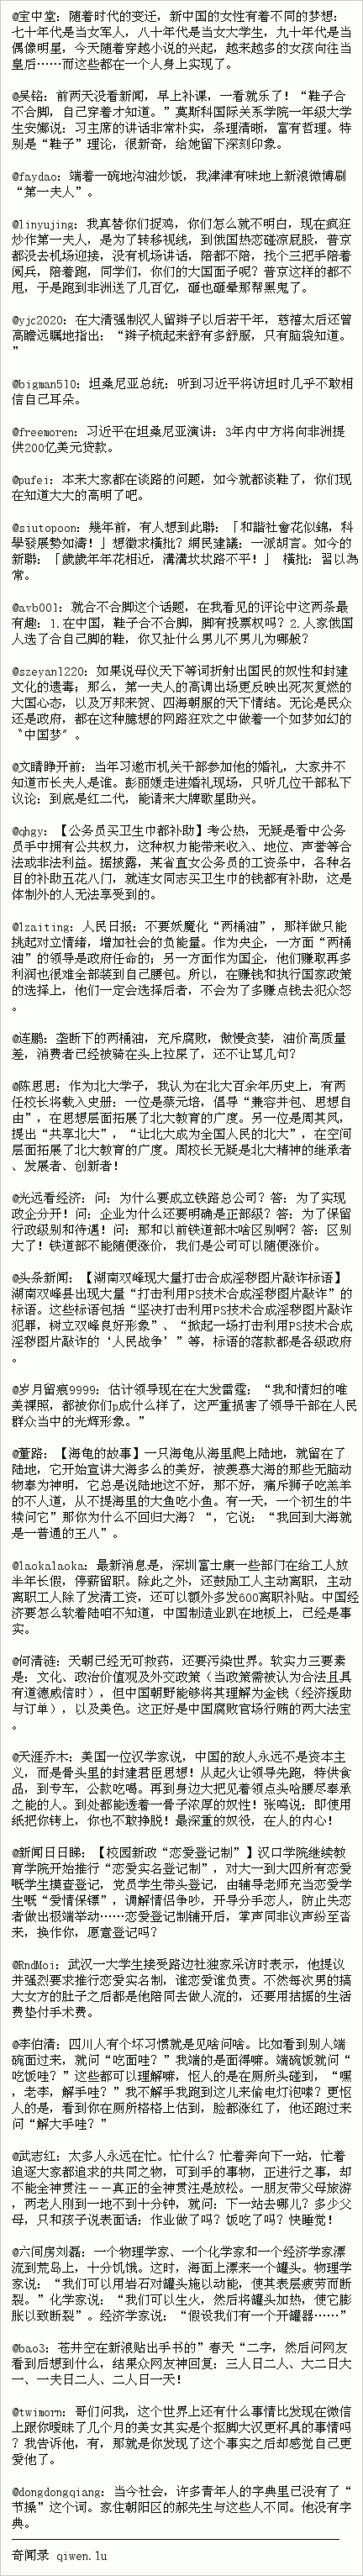 @宝中堂: 随着时代的变迁，新中国的女性有着不同的梦想：
七十年代是当女军人，八十年代是当女大学生，九十年代是当
偶像明星，今天随着穿越小说的兴起，越来越多的女孩向往当
皇后……而这些都在一个人身上实现了。
@吴铭: 前两天没看新闻，早上补课，一看就乐了！“鞋子合
不合脚，自己穿着才知道。”莫斯科国际关系学院一年级大学
生安娜说：习主席的讲话非常朴实，条理清晰，富有哲理。特
别是“鞋子”理论，很新奇，给她留下深刻印象。
@faydao: 端着一碗地沟油炒饭，我津津有味地上新浪微博刷
“第一夫人”。
@linyujing: 我真替你们捉鸡，你们怎么就不明白，现在疯狂
炒作第一夫人，是为了转移视线，到俄国热恋碰凉屁股，普京
都没去机场迎接，没有机场讲话，陪都不陪，找个三把手陪着
阅兵，陪着跑，同学们，你们的大国面子呢？普京这样的都不
甩，于是跑到非洲送了几百亿，砸也砸晕那帮黑鬼了。
@yjc2020: 在大清强制汉人留辫子以后若干年，慈禧太后还曾
高瞻远瞩地指出：“辫子梳起来舒有多舒服，只有脑袋知道。
”
@bigman510: 坦桑尼亚总统：听到习近平将访坦时几乎不敢相
信自己耳朵。
@freemoren: 习近平在坦桑尼亚演讲：3年内中方将向非洲提
供200亿美元贷款。
@pufei: 本来大家都在谈路的问题，如今就都谈鞋了，你们现
在知道大大的高明了吧。
@siutopoon: 幾年前，有人想到此聯：「和諧社會花似錦，科
學發展勢如濤！」想徵求橫批？網民建議：一派胡言。如今的
新聯：「歲歲年年花相近，溝溝坎坎路不平！」 橫批：習以為
常。
@avb001: 就合不合脚这个话题，在我看见的评论中这两条最
有趣：1.在中国，鞋子合不合脚，脚有投票权吗？2.人家俄国
人选了合自己脚的鞋，你又扯什么男儿不男儿为哪般？
@szeyan1220: 如果说母仪天下等词折射出国民的奴性和封建
文化的遗毒；那么，第一夫人的高调出场更反映出死灰复燃的
大国心态，以及万邦来贺、四海朝服的天下情结。无论是民众
还是政府，都在这种臆想的网路狂欢之中做着一个如梦如幻的
〝中国梦〞。
@文睛睁开前: 当年习邀市机关干部参加他的婚礼，大家并不
知道市长夫人是谁。彭丽媛走进婚礼现场，只听几位干部私下
议论：到底是红二代，能请来大牌歌星助兴。
@qhgy: 【公务员买卫生巾都补助】考公热，无疑是看中公务
员手中拥有公共权力，这种权力能带来收入、地位、声誉等合
法或非法利益。据披露，某省直女公务员的工资条中，各种名
目的补助五花八门，就连女同志买卫生巾的钱都有补助，这是
体制外的人无法享受到的。
@lzaiting: 人民日报：不要妖魔化“两桶油”，那样做只能
挑起对立情绪，增加社会的负能量。作为央企，一方面“两桶
油”的领导是政府任命的；另一方面作为国企，他们赚取再多
利润也很难全部装到自己腰包。所以，在赚钱和执行国家政策
的选择上，他们一定会选择后者，不会为了多赚点钱去犯众怒
。
@连鹏: 垄断下的两桶油，充斥腐败，傲慢贪婪，油价高质量
差，消费者已经被骑在头上拉屎了，还不让骂几句？
@陈思思: 作为北大学子，我认为在北大百余年历史上，有两
任校长将载入史册：一位是蔡元培，倡导“兼容并包、思想自
由”，在思想层面拓展了北大教育的广度。另一位是周其凤，
提出“共享北大”，“让北大成为全国人民的北大”，在空间
层面拓展了北大教育的广度。周校长无疑是北大精神的继承者
、发展者、创新者！
@光远看经济: 问：为什么要成立铁路总公司？答：为了实现
政企分开！问：企业为什么还要明确是正部级？答：为了保留
行政级别和待遇！问：那和以前铁道部木啥区别啊？答：区别
大了！铁道部不能随便涨价，我们是公司可以随便涨价。
@头条新闻: 【湖南双峰现大量打击合成淫秽图片敲诈标语】
湖南双峰县出现大量“打击利用PS技术合成淫秽图片敲诈”的
标语。这些标语包括“坚决打击利用PS技术合成淫秽图片敲诈
犯罪，树立双峰良好形象”、“掀起一场打击利用PS技术合成
淫秽图片敲诈的‘人民战争’”等，标语的落款都是各级政府
。
@岁月留痕9999: 估计领导现在在大发雷霆：“我和情妇的唯
美裸照，都被你们p成什么样了，这严重损害了领导干部在人民
群众当中的光辉形象。”
@董路: 【海龟的故事】一只海龟从海里爬上陆地，就留在了
陆地，它开始宣讲大海多么的美好，被羡慕大海的那些无脑动
物奉为神明，它总是说陆地这不好，那不好，痛斥狮子吃羔羊
的不人道，从不提海里的大鱼吃小鱼。有一天，一个初生的牛
犊问它”那你为什么不回归大海？“，它说：“我回到大海就
是一普通的王八”。
@laokalaoka: 最新消息是，深圳富士康一些部门在给工人放
半年长假，停薪留职。除此之外，还鼓励工人主动离职，主动
离职工人除了发清工资，还可以额外多发600离职补贴。中国经
济要怎么软着陆咱不知道，中国制造业趴在地板上，已经是事
实。
@何清涟: 天朝已经无可救药，还要污染世界。软实力三要素
是：文化、政治价值观及外交政策（当政策需被认为合法且具
有道德威信时），但中国朝野能够将其理解为金钱（经济援助
与订单），以及美色。这正好是中国腐败官场行贿的两大法宝
。
@天涯乔木: 美国一位汉学家说，中国的敌人永远不是资本主
义，而是骨头里的封建君臣思想！从起火让领导先跑，特供食
品，到专车，公款吃喝。再到身边大把见着领点头哈腰尽奉承
之能的人。到处都能透着一骨子浓厚的奴性！张鸣说：即使用
纸把你铐上，你也不敢挣脱！最深重的奴役，在人的内心！
@新闻日日睇: 【校园新政“恋爱登记制”】汉口学院继续教
育学院开始推行“恋爱实名登记制”，对大一到大四所有恋爱
嘅学生摸查登记，党员学生带头登记，由辅导老师充当恋爱学
生嘅“爱情保镖”，调解情侣争吵，开导分手恋人，防止失恋
者做出极端举动……恋爱登记制铺开后，掌声同非议声纷至沓
来，换作你，愿意登记吗？
@RndMoi: 武汉一大学生接受路边社独家采访时表示，他提议
并强烈要求推行恋爱实名制，谁恋爱谁负责。不然每次男的搞
大女方的肚子之后都是他陪同去做人流的，还要用拮据的生活
费垫付手术费。
@李伯清: 四川人有个坏习惯就是见啥问啥。比如看到别人端
碗面过来，就问“吃面哇？”我端的是面得嘛。端碗饭就问“
吃饭哇？”这些都可以理解嘛，怄人的是在厕所头碰到，“嘿
，老李，解手哇？”我不解手我跑到这儿来偷电灯泡嗦？更怄
人的是，看到你在厕所格格上估到，脸都涨红了，他还跑过来
问“解大手哇？”
@武志红: 太多人永远在忙。忙什么？忙着奔向下一站，忙着
追逐大家都追求的共同之物，可到手的事物，正进行之事，却
不能全神贯注－－真正的全神贯注是放松。一朋友带父母旅游
，两老人刚到一地不到十分钟，就问：下一站去哪儿？多少父
母，只和孩子说表面话：作业做了吗？饭吃了吗？快睡觉！
@六间房刘磊: 一个物理学家、一个化学家和一个经济学家漂
流到荒岛上，十分饥饿。这时，海面上漂来一个罐头。物理学
家说：“我们可以用岩石对罐头施以动能，使其表层疲劳而断
裂。”化学家说：“我们可以生火，然后将罐头加热，使它膨
胀以致断裂”。经济学家说：“假设我们有一个开罐器……”
@bao3: 苍井空在新浪贴出手书的”春天“二字，然后问网友
看到后想到什么，结果众网友神回复：三人日二人、大二日大
一、一夫日二人、二人日一天！
@twimorn: 哥们问我，这个世界上还有什么事情比发现在微信
上跟你暧昧了几个月的美女其实是个抠脚大汉更杯具的事情吗
？我告诉他，有，那就是你发现了这个事实之后却感觉自己更
爱他了。
@dongdongqiang: 当今社会，许多青年人的字典里已没有了“
节操”这个词。家住朝阳区的郝先生与这些人不同。他没有字
典。
奇闻录 qiwen.lu